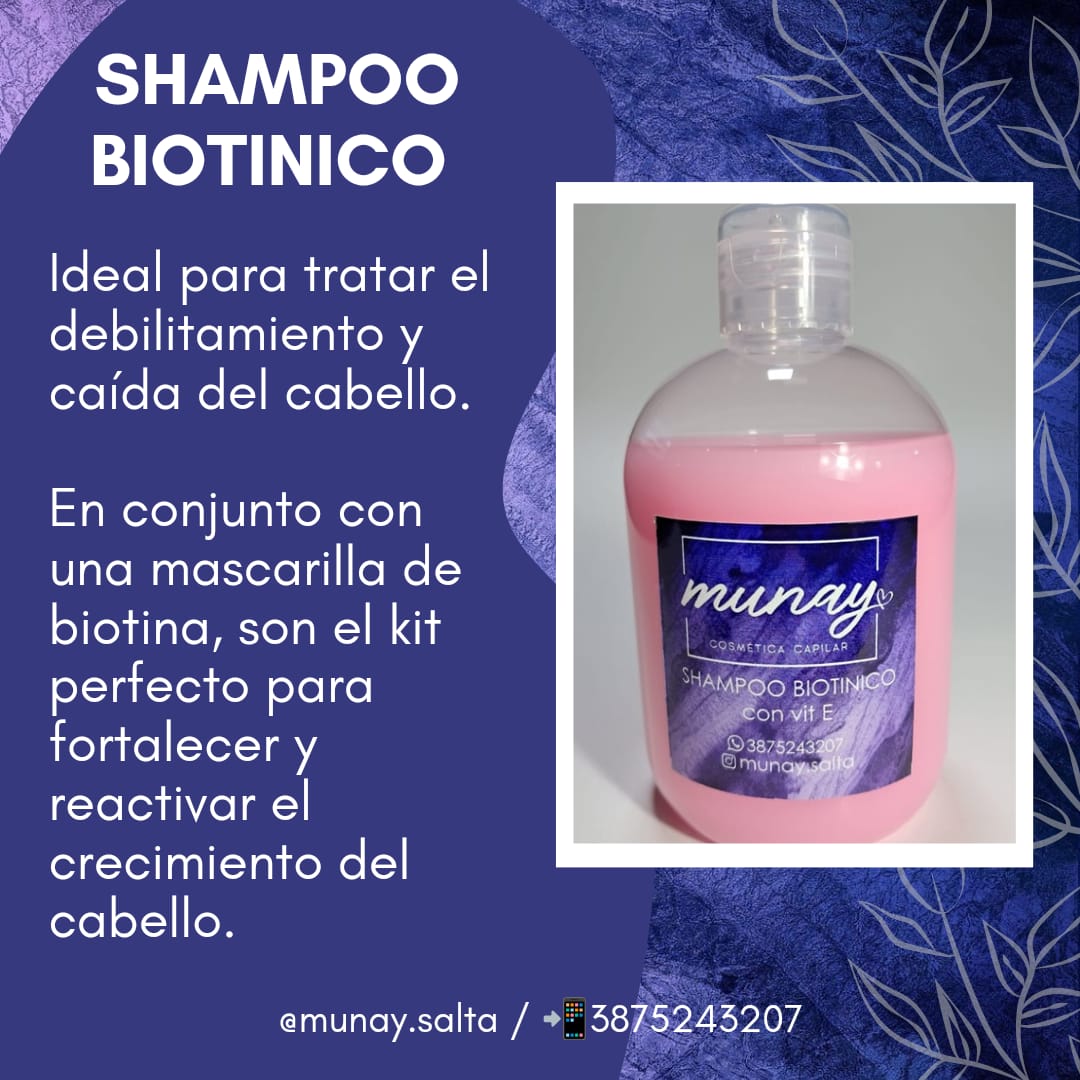 SHAMPOO
BIOTINICO
Ideal para tratar el
debilitamiento y
caída del cabello.
En conjunto con
una mascarilla de
biotina, son el kit
perfecto para
fortalecer y
reactivar el
crecimiento del
cabello.
munay
COSMÉTICA CAPILAR
SHAMPOO BIOTINICO
con vit E
3875243207
munay.salta
@munay.salta / 3875243207